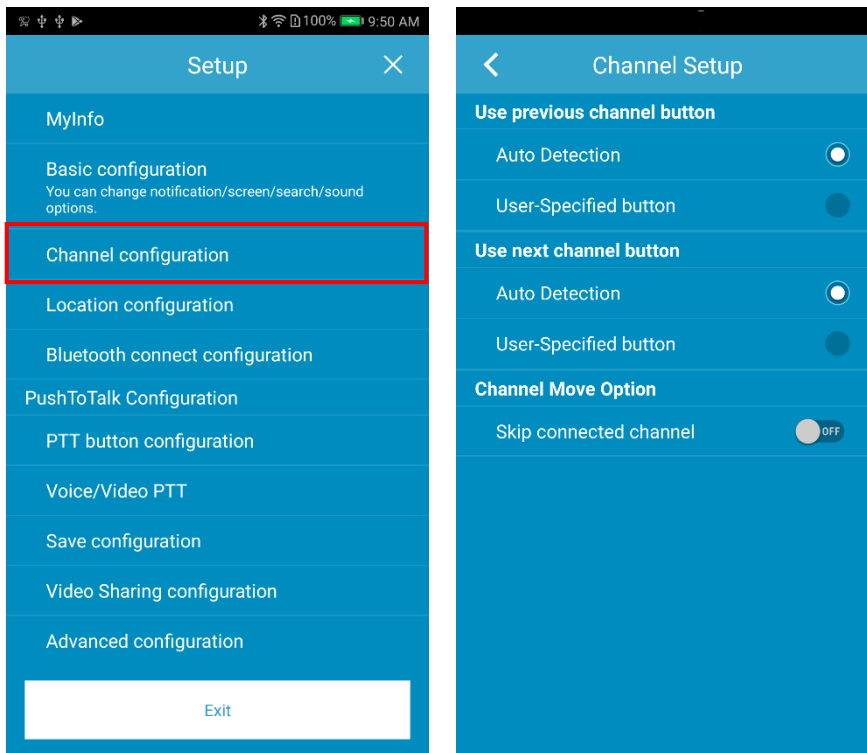 100% 9:50 AM
Setup
MyInfo
Basic configuration
You can change notification/screen/search/sound
options.
Channel configuration
Location configuration
Bluetooth connect configuration
PushToTalk Configuration
PTT button configuration
Voice/Video PTT
Save configuration
Video Sharing configuration
Advanced configuration
Exit
Channel Setup
Use previous channel button
Auto Detection
User-Specified button
Use next channel button
Auto Detection
User-Specified button
Channel Move Option
Skip connected channel OFF